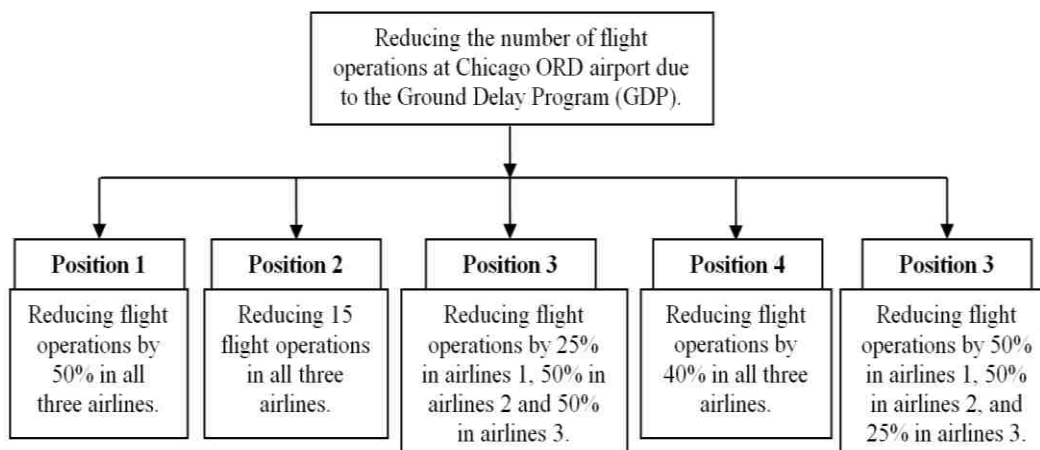 Reducing the number of flight
operations at Chicago ORD airport due
to the Ground Delay Program (GDP).
Position 1
Reducing flight
operations by
50% in all
three airlines.
Position 2
Reducing 15
flight operations
in all three
airlines.
Position 3
Reducing flight
operations by 25%
in airlines 1, 50% in
airlines 2 and 50%
in airlines 3.
Position 4
Reducing flight
operations by
40% in all three
airlines.
Position 3
Reducing flight
operations by 50%
in airlines 1, 50%
in airlines 2, and
25% in airlines 3.